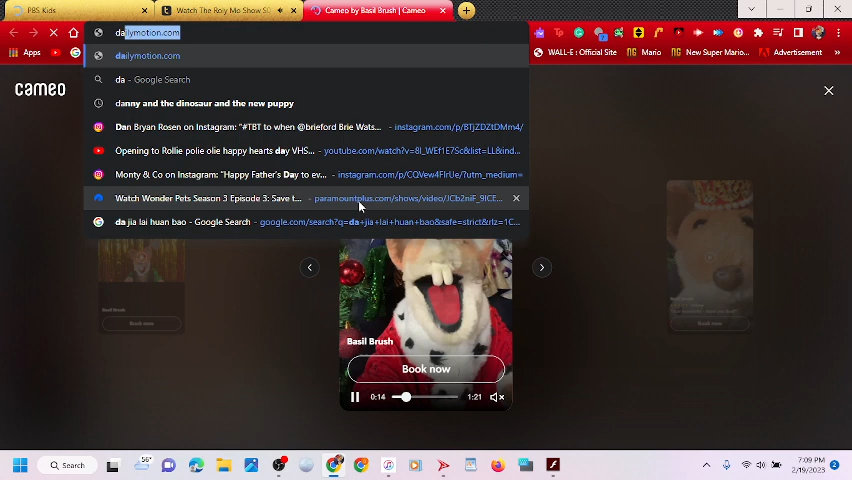 PBS Kids
Watch The Roly Mo Show S0
Cameo by Basil Brush | Cameo
dailymotion.com
Apps
WALL-E : Official Site
Mario
New Super Mario...
Advertisement
»
dailymotion.com
da - Google Search
danny and the dinosaur and the new puppy
Dan Bryan Rosen on Instagram: "#TBT to when @brieford Brie Wats... - instagram.com/p/BTjZDZtDMm4/
Opening to Rollie polie olie happy hearts day VHS... - youtube.com/watch?v=8l_WEf1E7Sc&list=LL&ind...
Monty & Co on Instagram: "Happy Father's Day to ev... - instagram.com/p/CQVew4FIrUe/?utm_medium=
Watch Wonder Pets Season 3 Episode 3: Save t... - paramountplus.com/shows/video/JCb2niF_9ICE...
da jia lai huan bao - Google Search - google.com/search?q=da+jia+lai+huan+bao&safe=strict&rlz=1C...
cameo
Basil Brush
Book now
Basil Brush
Book now
0:14
1:21
Book now
56°
Search
7:09 PM
2/19/2023
2